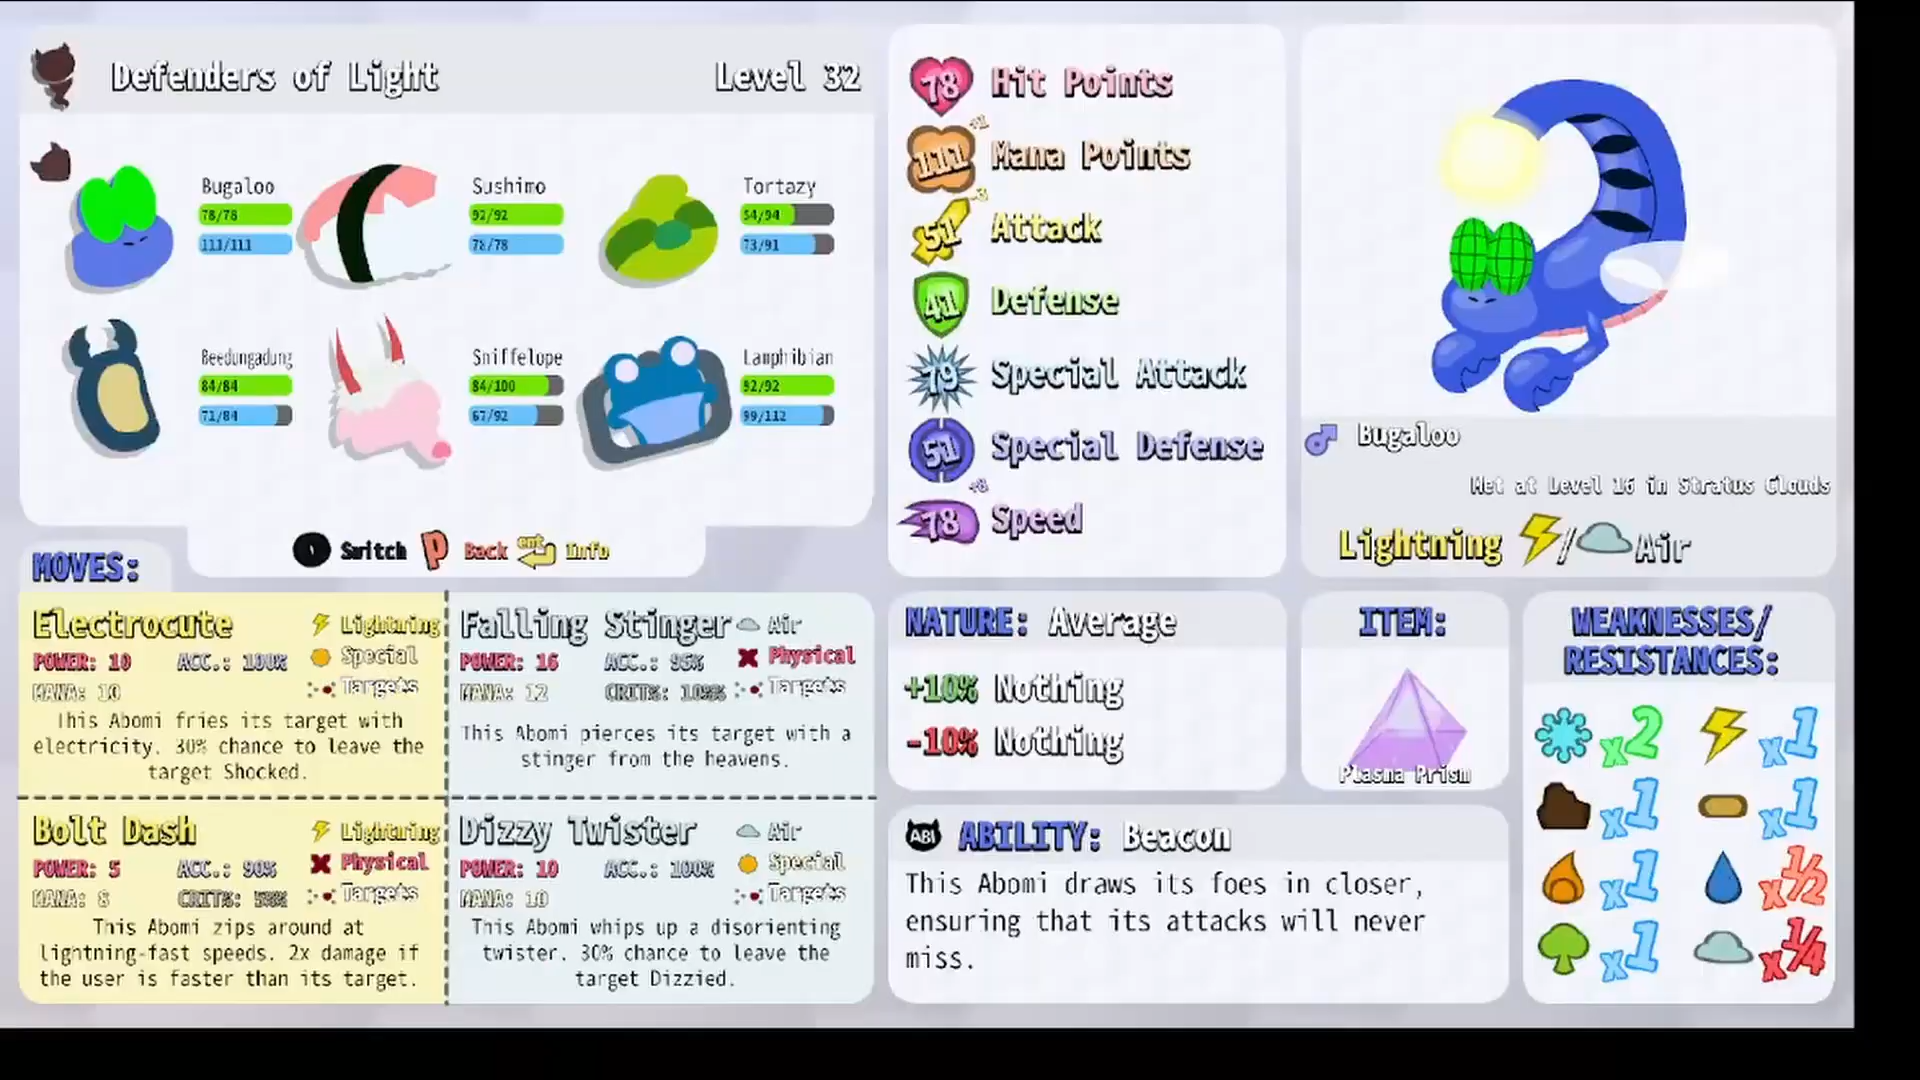 Defenders of Light
Level 32
Bugaloo
78/78
111/111
Sushimo
92/92
78/78
Tortazy
54/94
73/91
Beedungadung
84/84
71/84
Sniffelope
84/100
67/92
Lamphibian
92/92
99/112
Switch
P Back
ent Info
78 Hit Points
+1
111 Mana Points
-3
51 Attack
41 Defense
79 Special Attack
51 Special Defense
+8
78 Speed
Bugaloo
Met at Level 16 in Stratus Clouds
Lightning / Air
MOVES:
Electrocute
Lightning
POWER: 10 ACC.: 100%
Special
MANA: 10
Targets
This Abomi fries its target with
electricity. 30% chance to leave the
target Shocked.
Falling Stinger
Air
POWER: 16 ACC.: 95%
Physical
MANA: 12
Targets
This Abomi pierces its target with a
stinger from the heavens.
Bolt Dash
Lightning
POWER: 5 ACC.: 90%
Physical
MANA: 8
Targets
This Abomi zips around at
lightning-fast speeds. 2x damage if
the user is faster than its target.
Dizzy Twister
Air
POWER: 10 ACC.: 100%
Special
MANA: 10
Targets
This Abomi whips up a disorienting
twister. 30% chance to leave the
target Dizzied.
NATURE: Average
+10% Nothing
-10% Nothing
ITEM:
Plasma Prism
ABI ABILITY: Beacon
This Abomi draws its foes in closer,
ensuring that its attacks will never
miss.
WEAKNESSES/
RESISTANCES:
x2 x1
x1 x1
x1 x1/2
x1 x1/4